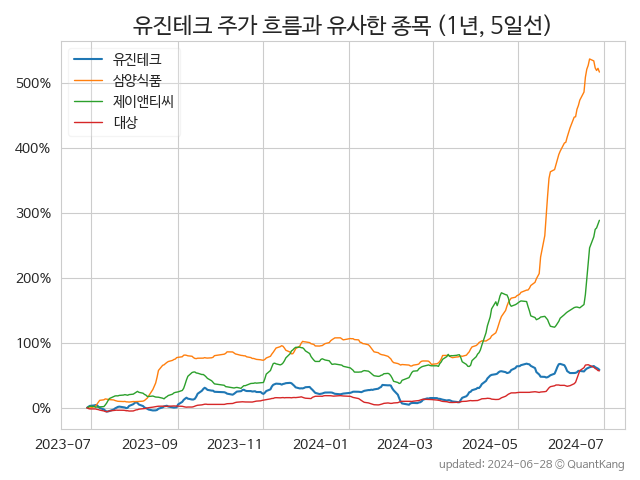 유진테크 주가 흐름과 유사한 종목 (1년, 5일선)
유진테크
삼양식품
제이앤티씨
대상
500%
400%
300%
200%
100%
0%
2023-07 2023-09 2023-11 2024-01 2024-03 2024-05 2024-07
updated: 2024-06-28 © QuantKang